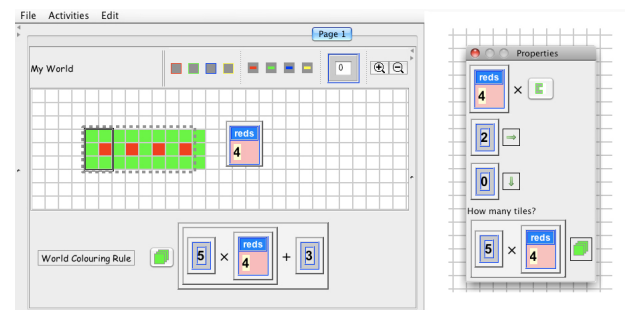 File Activities Edit
Page 1
My World
0
reds
4
World Colouring Rule
5 × reds 4 + 3
Properties
reds
4 ×
2
0
How many tiles?
5 × reds 4